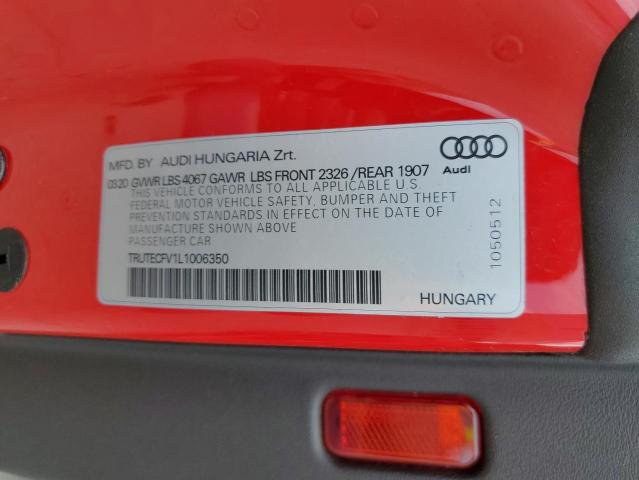 MFD. BY AUDI HUNGARIA Zrt.
0320 GVWR LBS 4067 GAWR LBS FRONT 2326 /REAR 1907
THIS VEHICLE CONFORMS TO ALL APPLICABLE U.S.
FEDERAL MOTOR VEHICLE SAFETY, BUMPER AND THEFT
PREVENTION STANDARDS IN EFFECT ON THE DATE OF
MANUFACTURE SHOWN ABOVE
PASSENGER CAR
TRUTECFV1L1006350
Audi
1050512
HUNGARY